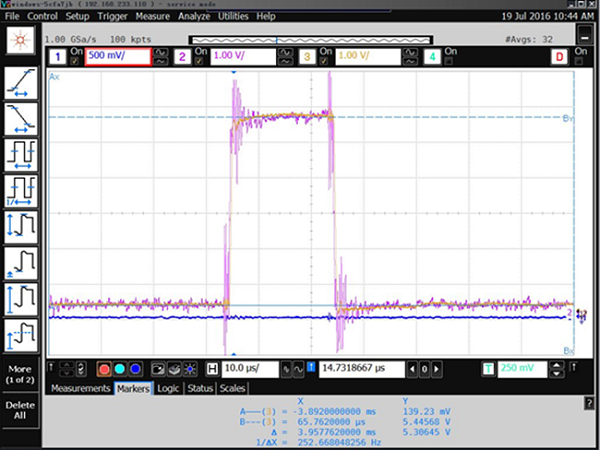 windows-5efa7jh ( 192.168.233.110 ) - service mode
File Control Setup Trigger Measure Analyze Utilities Help
19 Jul 2016 10:44 AM
1.00 GSa/s 100 kpts #Avgs: 32
1 On 500 mV/ 2 On 1.00 V/ 3 On 1.00 V/ 4 On D On
Ax
By
2
Bx
H 10.0 µs/ 14.7318667 µs 0 T 250 mV
More
(1 of 2)
Delete
All
Measurements Markers Logic Status Scales
?
X Y
A---(3) = -3.8920000000 ms 139.23 mV
B---(3) = 65.7620000 µs 5.44568 V
Δ = 3.9577620000 ms 5.30645 V
1/ΔX = 252.668048256 Hz